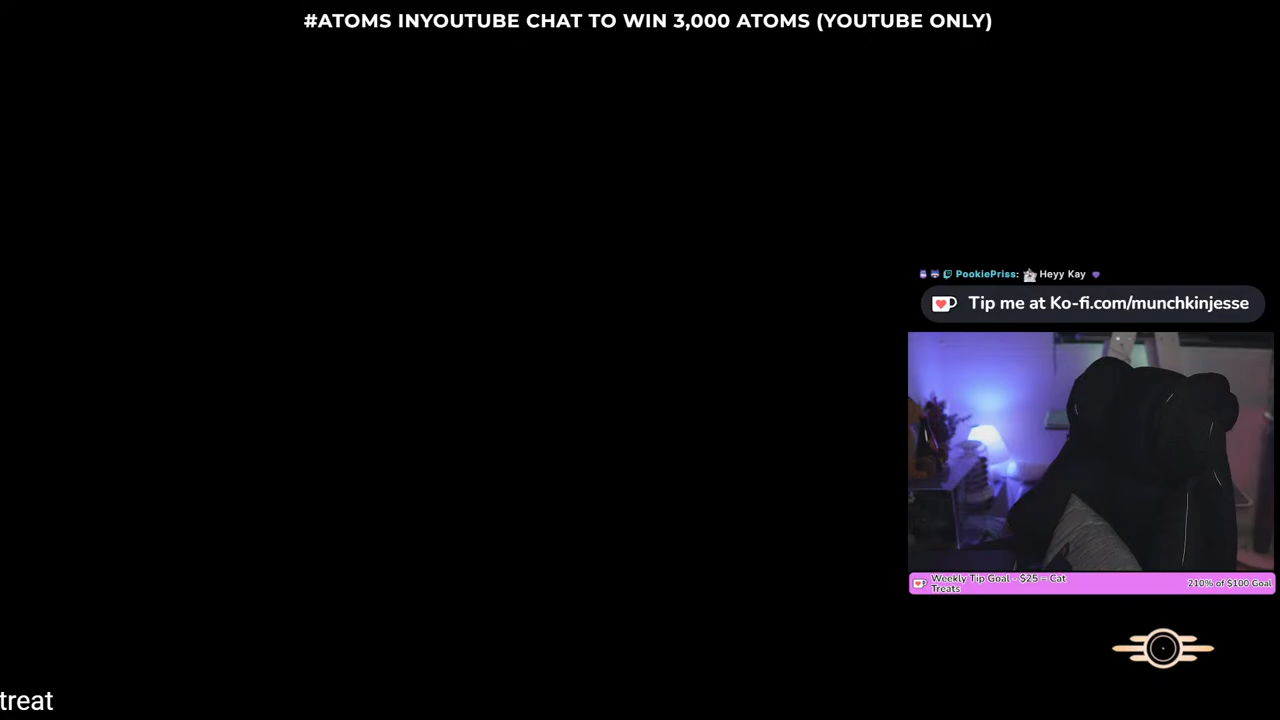 #ATOMS INYOUTUBE CHAT TO WIN 3,000 ATOMS (YOUTUBE ONLY)
PookiePriss: Heyy Kay
Tip me at Ko-fi.com/munchkinjesse
Weekly Tip Goal - $25 = Cat
Treats
210% of $100 Goal
treat